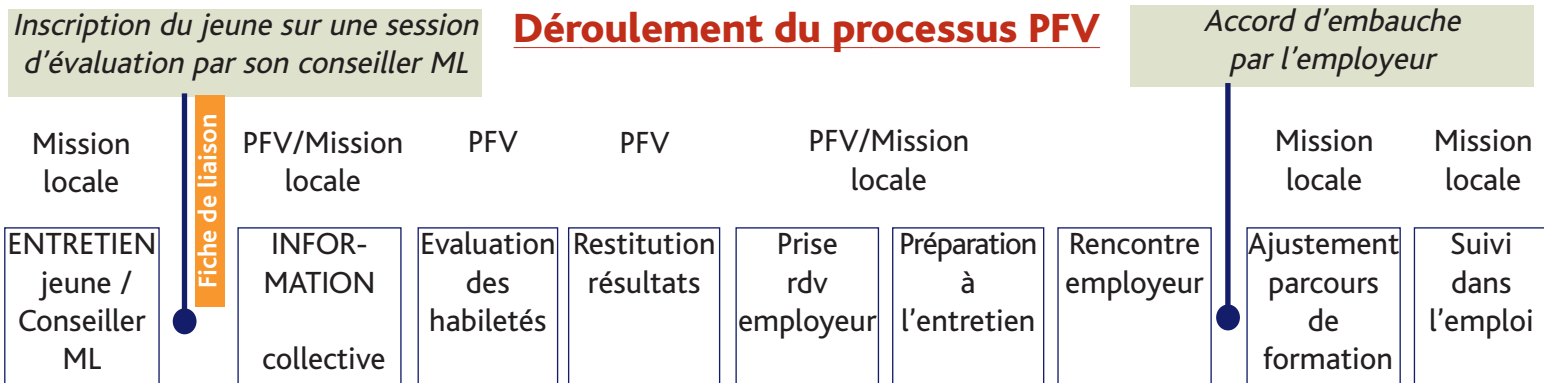 Inscription du jeune sur une session
d'évaluation par son conseiller ML
Déroulement du processus PFV
Accord d'embauche
par l'employeur
Mission
locale
Fiche de liaison
PFV/Mission
locale
PFV
PFV
PFV/Mission
locale
Mission
locale
Mission
locale
ENTRETIEN
jeune /
Conseiller
ML
INFOR-
MATION
collective
Evaluation
des
habiletés
Restitution
résultats
Prise
rdv
employeur
Préparation
à
l'entretien
Rencontre
employeur
Ajustement
parcours
de
formation
Suivi
dans
l'emploi